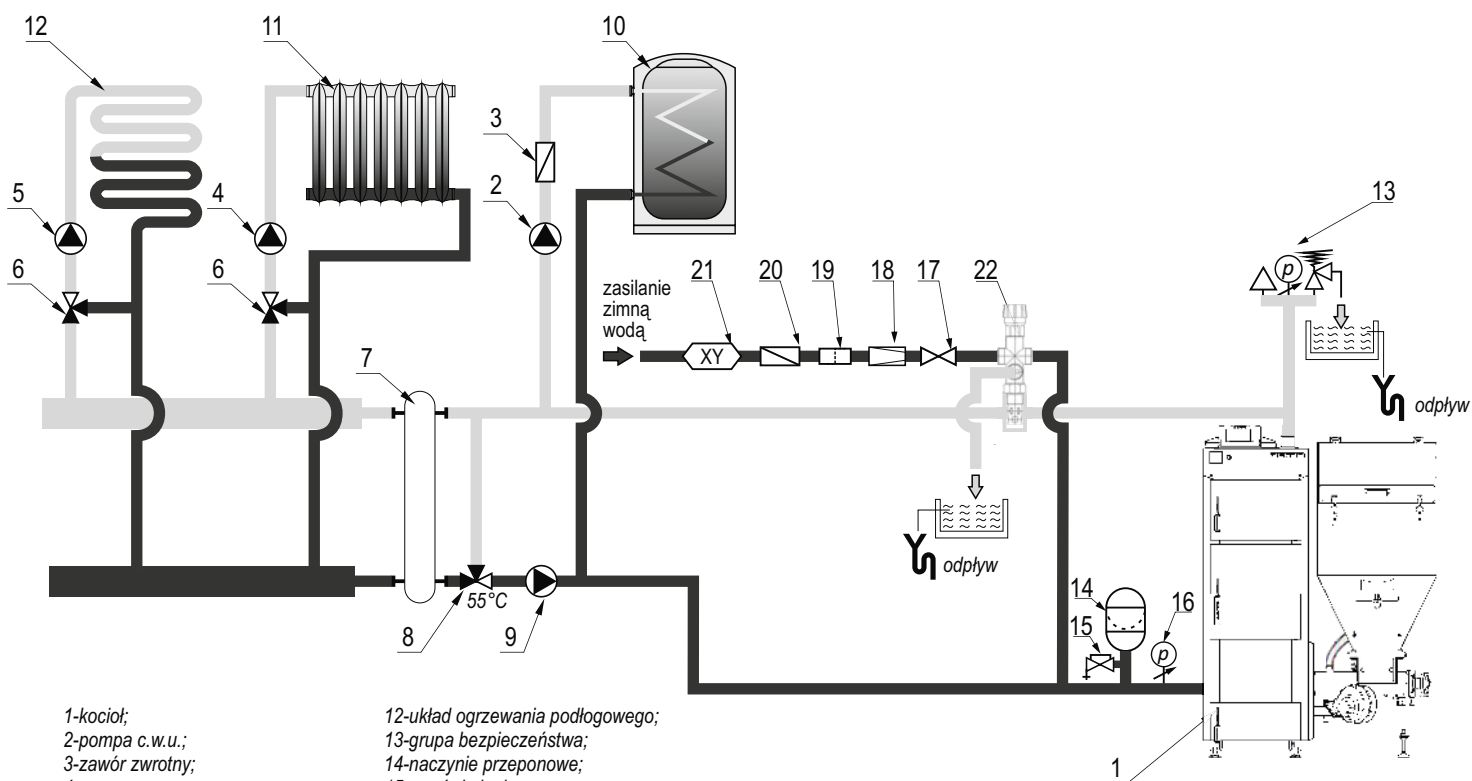 12
11
10
3
2
5
4
6
6
13
p
zasilanie
zimną
wodą
21
20
19
18
17
22
XY
odpływ
7
odpływ
55°C
8
9
14
15
16
p
1
1-kocioł;
2-pompa c.w.u.;
3-zawór zwrotny;
12-układ ogrzewania podłogowego;
13-grupa bezpieczeństwa;
14-naczynie przeponowe;